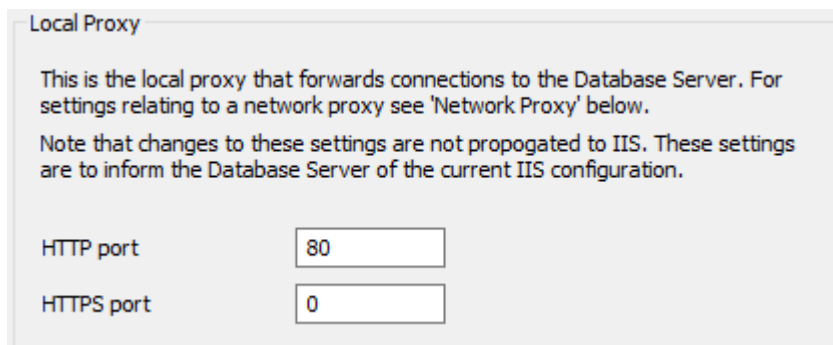 Local Proxy
This is the local proxy that forwards connections to the Database Server. For
settings relating to a network proxy see 'Network Proxy' below.
Note that changes to these settings are not propogated to IIS. These settings
are to inform the Database Server of the current IIS configuration.
HTTP port 80
HTTPS port 0